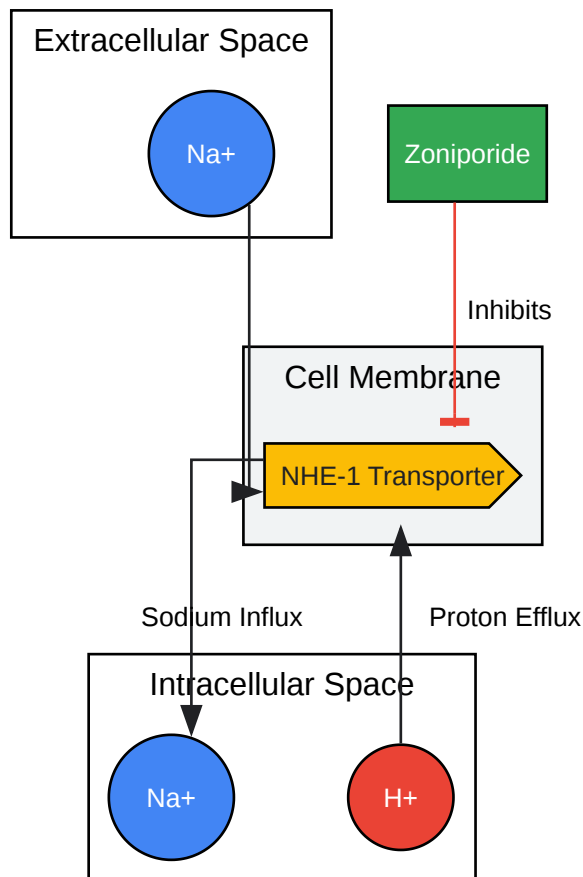 Extracellular Space
Na+
Zoniporide
Inhibits
Cell Membrane
NHE-1 Transporter
Sodium Influx
Proton Efflux
Intracellular Space
Na+
H+